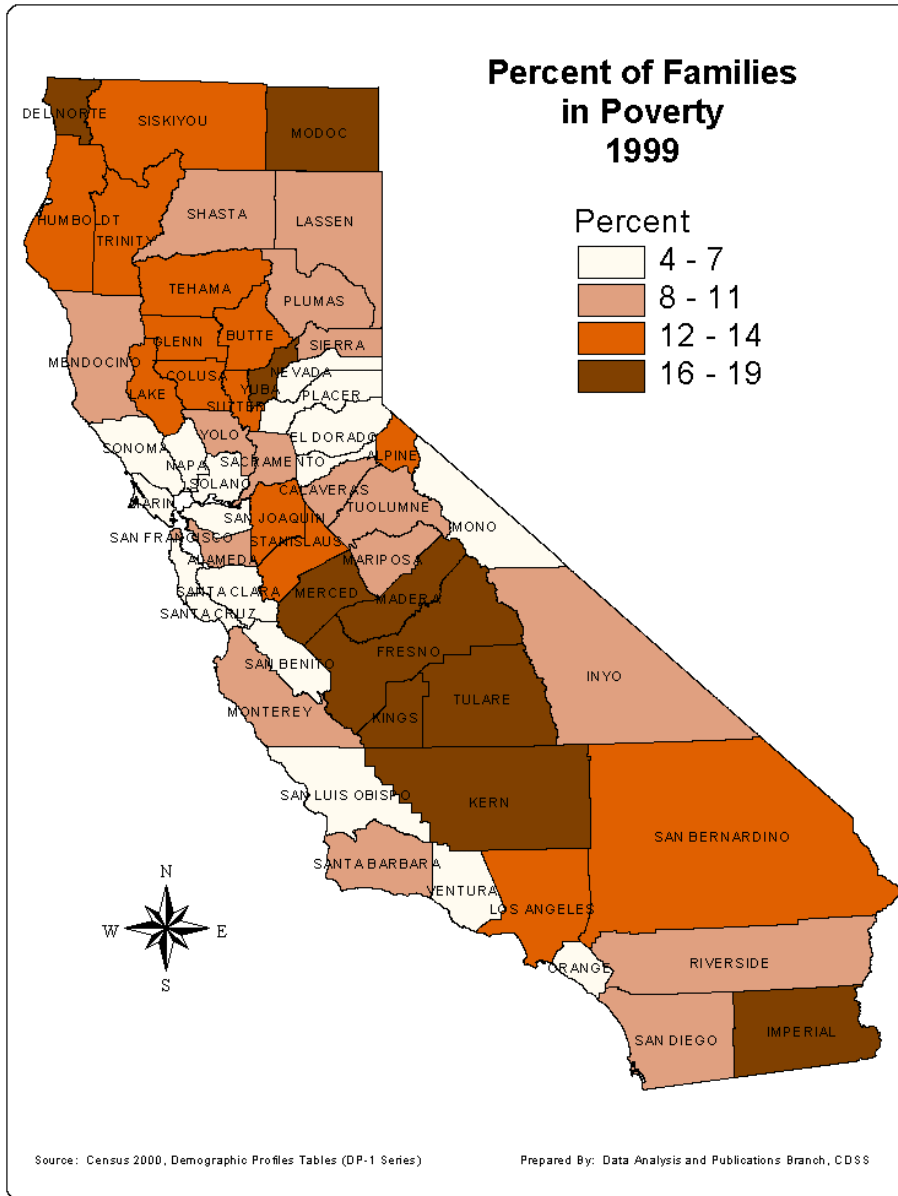 Percent of Families
in Poverty
1999
Percent
4 - 7
8 - 11
12 - 14
16 - 19
DEL NORTE
SISKIYOU
MODOC
HUMBOLDT
TRINITY
SHASTA
LASSEN
TEHAMA
PLUMAS
MENDOCINO
GLENN
BUTTE
SIERRA
LAKE
COLUSA
SUTTER
YUBA
NEVADA
PLACER
SONOMA
NAPA
YOLO
SACRAMENTO
EL DORADO
ALPINE
SOLANO
MARIN
CALAVERAS
TUOLUMNE
MONO
SAN FRANCISCO
SAN JOAQUIN
ALAMEDA
STANISLAUS
MARIPOSA
SANTA CLARA
MERCED
MADERA
SANTA CRUZ
SAN BENITO
FRESNO
INYO
MONTEREY
KINGS
TULARE
SAN LUIS OBISPO
KERN
SAN BERNARDINO
SANTA BARBARA
VENTURA
LOS ANGELES
ORANGE
RIVERSIDE
SAN DIEGO
IMPERIAL
N
W
E
S
Source: Census 2000, Demographic Profiles Tables (DP-1 Series)
Prepared By: Data Analysis and Publications Branch, CDSS